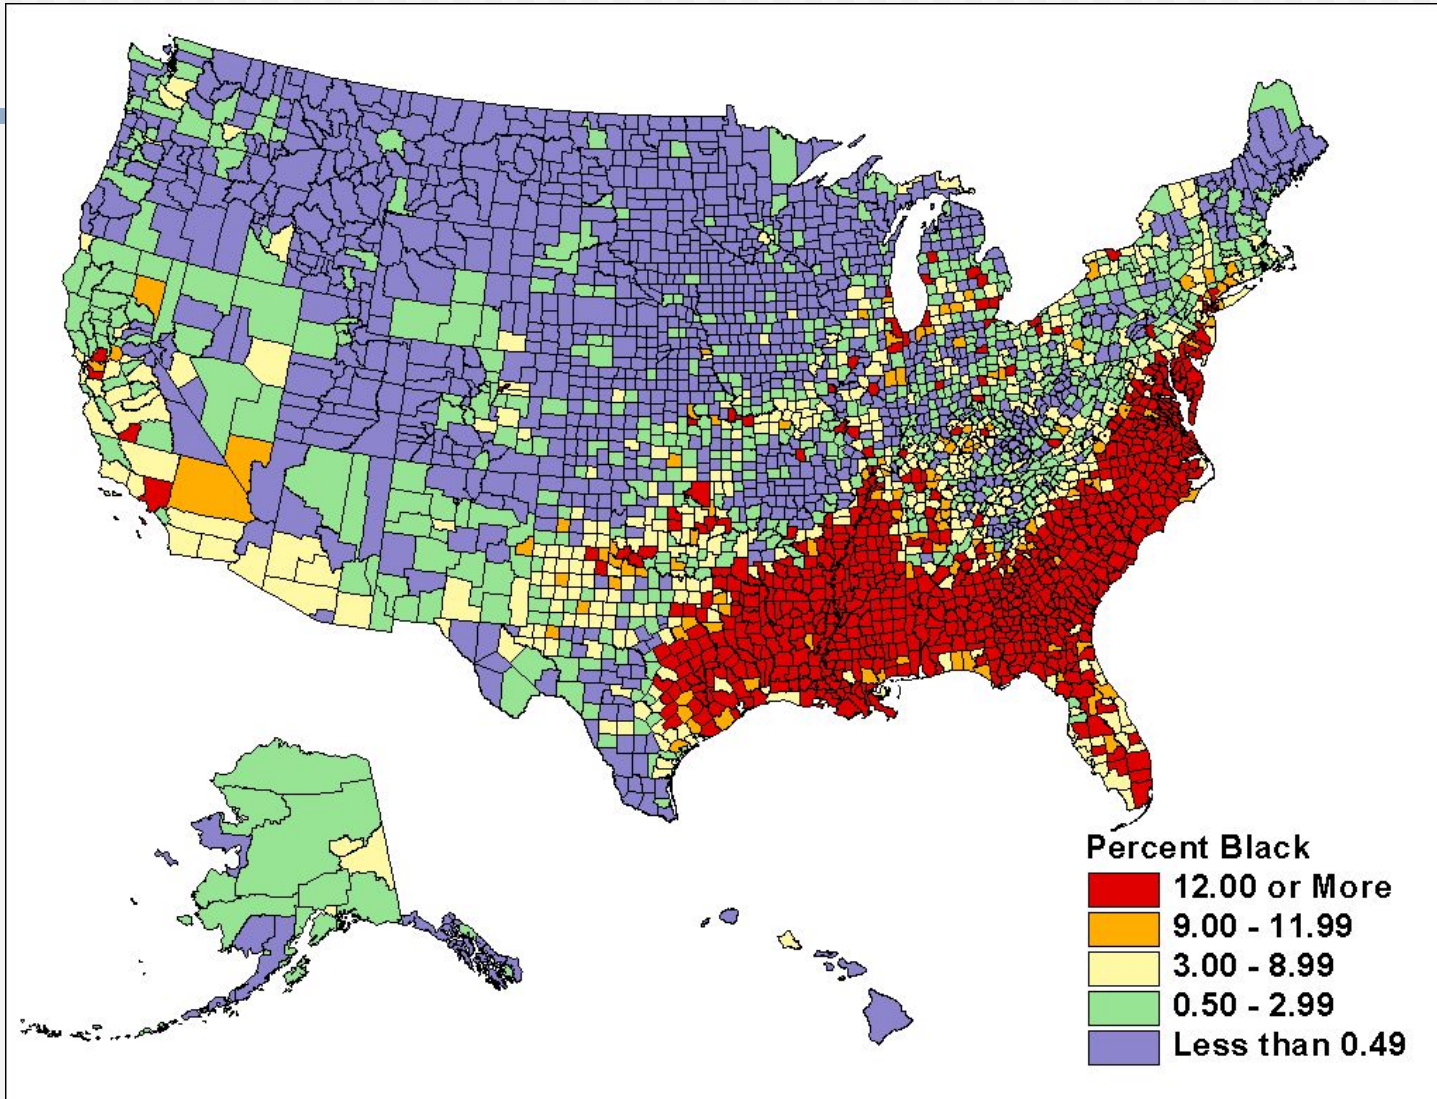 Percent Black
12.00 or More
9.00 - 11.99
3.00 - 8.99
0.50 - 2.99
Less than 0.49